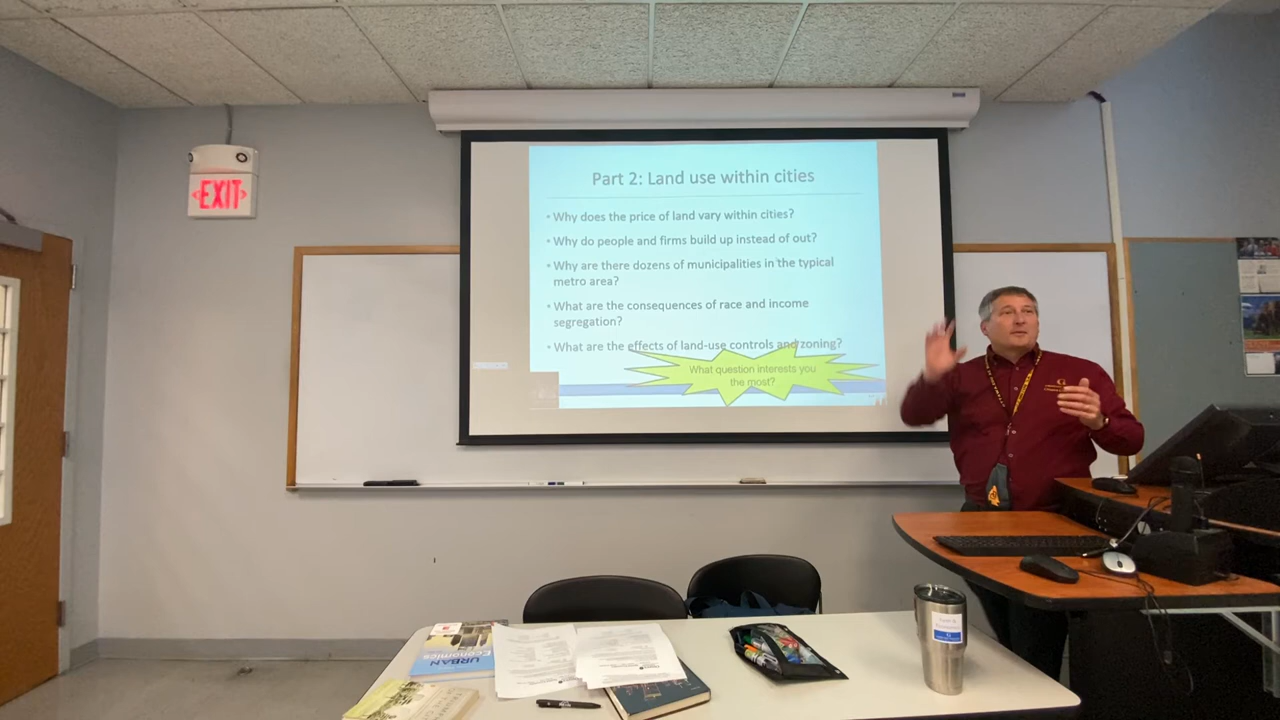 EXIT
Part 2: Land use within cities
• Why does the price of land vary within cities?
• Why do people and firms build up instead of out?
• Why are there dozens of municipalities in the typical
metro area?
• What are the consequences of race and income
segregation?
• What are the effects of land-use controls and zoning?
What question interests you
the most?
G
URBAN
Economics